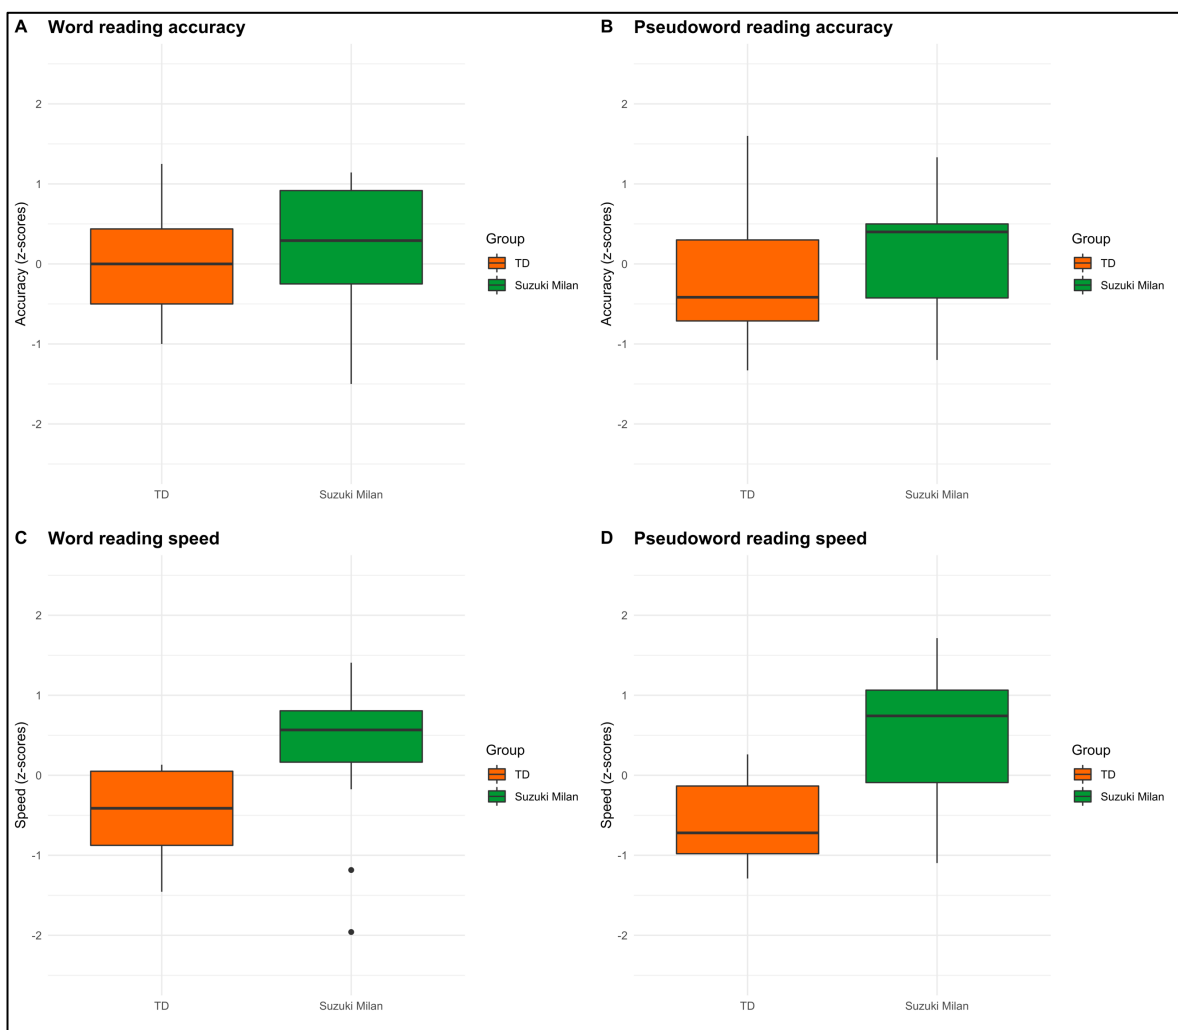 A Word reading accuracy
Accuracy (z-scores)
2
1
0
-1
-2
TD
Suzuki Milan
Group
TD
Suzuki Milan
B Pseudoword reading accuracy
Accuracy (z-scores)
2
1
0
-1
-2
TD
Suzuki Milan
Group
TD
Suzuki Milan
C Word reading speed
Speed (z-scores)
2
1
0
-1
-2
TD
Suzuki Milan
Group
TD
Suzuki Milan
D Pseudoword reading speed
Speed (z-scores)
2
1
0
-1
-2
TD
Suzuki Milan
Group
TD
Suzuki Milan